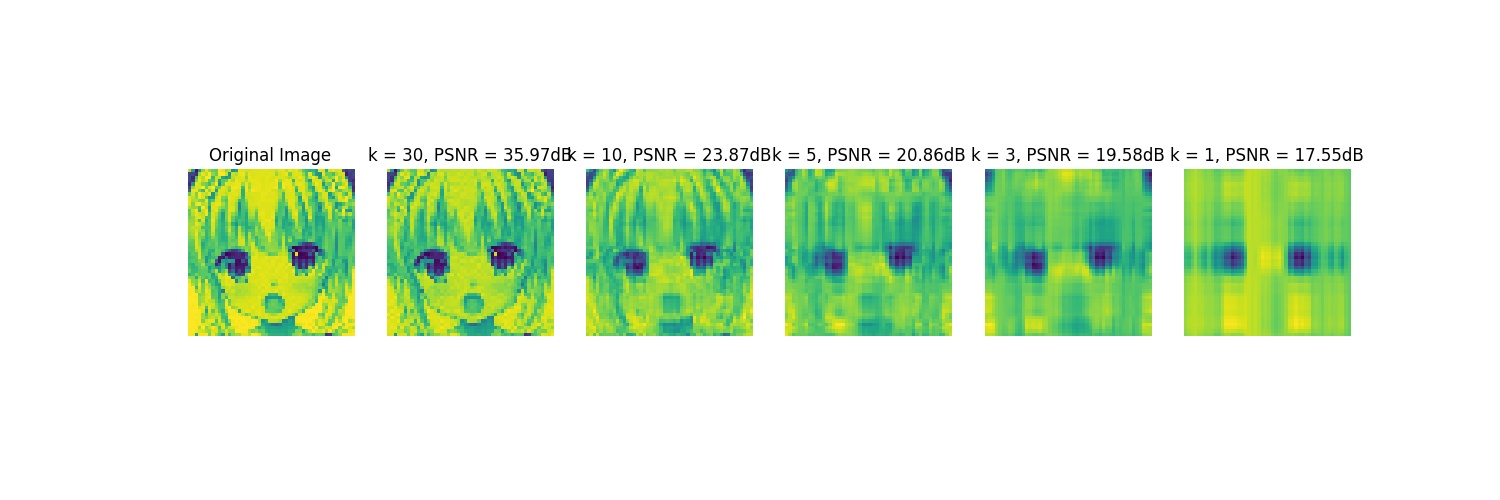 Original Image
k = 30, PSNR = 35.97dB
k = 10, PSNR = 23.87dB
k = 5, PSNR = 20.86dB
k = 3, PSNR = 19.58dB
k = 1, PSNR = 17.55dB